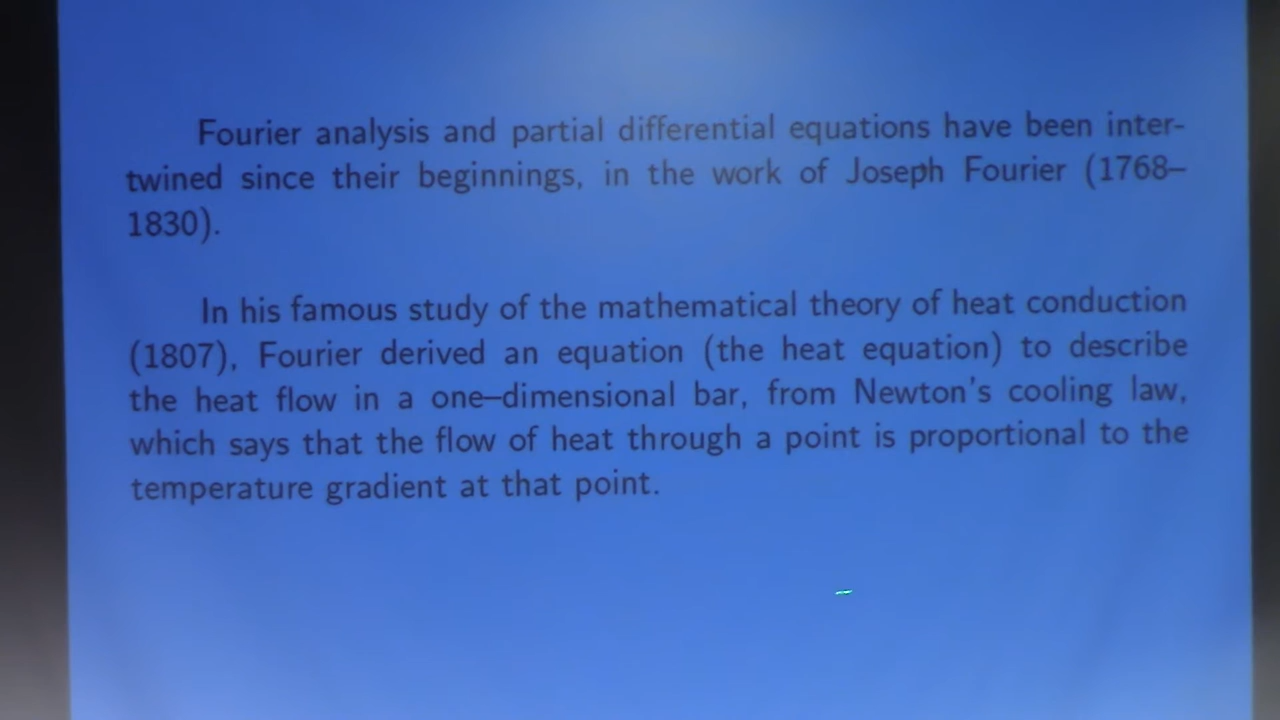 Fourier analysis and partial differential equations have been inter-
twined since their beginnings, in the work of Joseph Fourier (1768–
1830).
In his famous study of the mathematical theory of heat conduction
(1807), Fourier derived an equation (the heat equation) to describe
the heat flow in a one–dimensional bar, from Newton's cooling law,
which says that the flow of heat through a point is proportional to the
temperature gradient at that point.